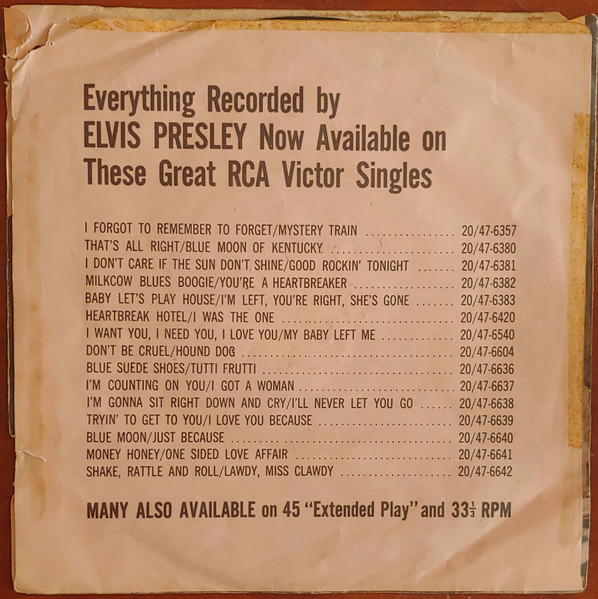 Everything Recorded by
ELVIS PRESLEY Now Available on
These Great RCA Victor Singles
I FORGOT TO REMEMBER TO FORGET/MYSTERY TRAIN ................ 20/47-6357
THAT'S ALL RIGHT/BLUE MOON OF KENTUCKY ........................ 20/47-6380
I DON'T CARE IF THE SUN DON'T SHINE/GOOD ROCKIN' TONIGHT ....... 20/47-6381
MILKCOW BLUES BOOGIE/YOU'RE A HEARTBREAKER .................... 20/47-6382
BABY LET'S PLAY HOUSE/I'M LEFT, YOU'RE RIGHT, SHE'S GONE ....... 20/47-6383
HEARTBREAK HOTEL/I WAS THE ONE ................................. 20/47-6420
I WANT YOU, I NEED YOU, I LOVE YOU/MY BABY LEFT ME .............. 20/47-6540
DON'T BE CRUEL/HOUND DOG ....................................... 20/47-6604
BLUE SUEDE SHOES/TUTTI FRUTTI ................................... 20/47-6636
I'M COUNTING ON YOU/I GOT A WOMAN ............................. 20/47-6637
I'M GONNA SIT RIGHT DOWN AND CRY/I'LL NEVER LET YOU GO ...... 20/47-6638
TRYIN' TO GET TO YOU/I LOVE YOU BECAUSE ......................... 20/47-6639
BLUE MOON/JUST BECAUSE ......................................... 20/47-6640
MONEY HONEY/ONE SIDED LOVE AFFAIR .............................. 20/47-6641
SHAKE, RATTLE AND ROLL/LAWDY, MISS CLAWDY ...................... 20/47-6642
MANY ALSO AVAILABLE on 45 "Extended Play" and 33⅓ RPM